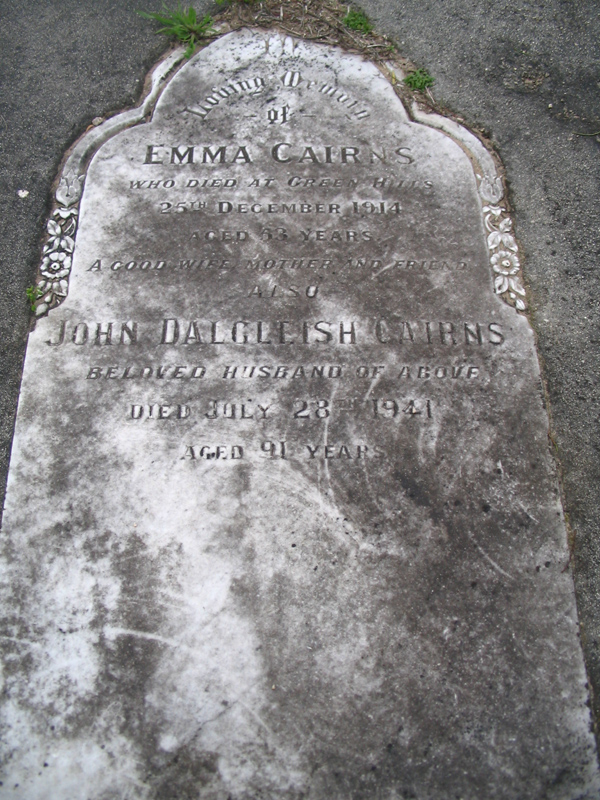 In
Loving Memory
- of -
EMMA CAIRNS
WHO DIED AT GREEN HILLS
25TH DECEMBER 1914
AGED 63 YEARS
A GOOD WIFE, MOTHER, AND FRIEND
ALSO
JOHN DALGLEISH CAIRNS
BELOVED HUSBAND OF ABOVE
DIED JULY 28TH 1941
AGED 91 YEARS